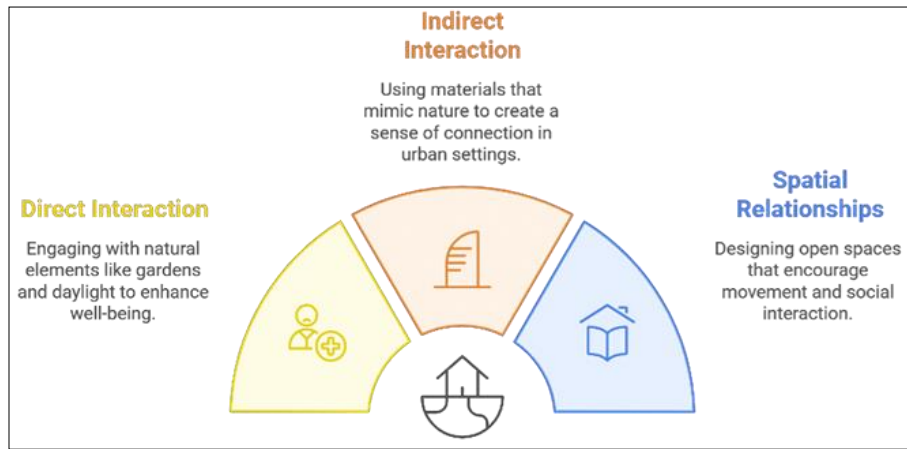 Indirect
Interaction
Using materials that
mimic nature to create a
sense of connection in
urban settings.
Direct Interaction
Engaging with natural
elements like gardens
and daylight to enhance
well-being.
Spatial
Relationships
Designing open spaces
that encourage
movement and social
interaction.